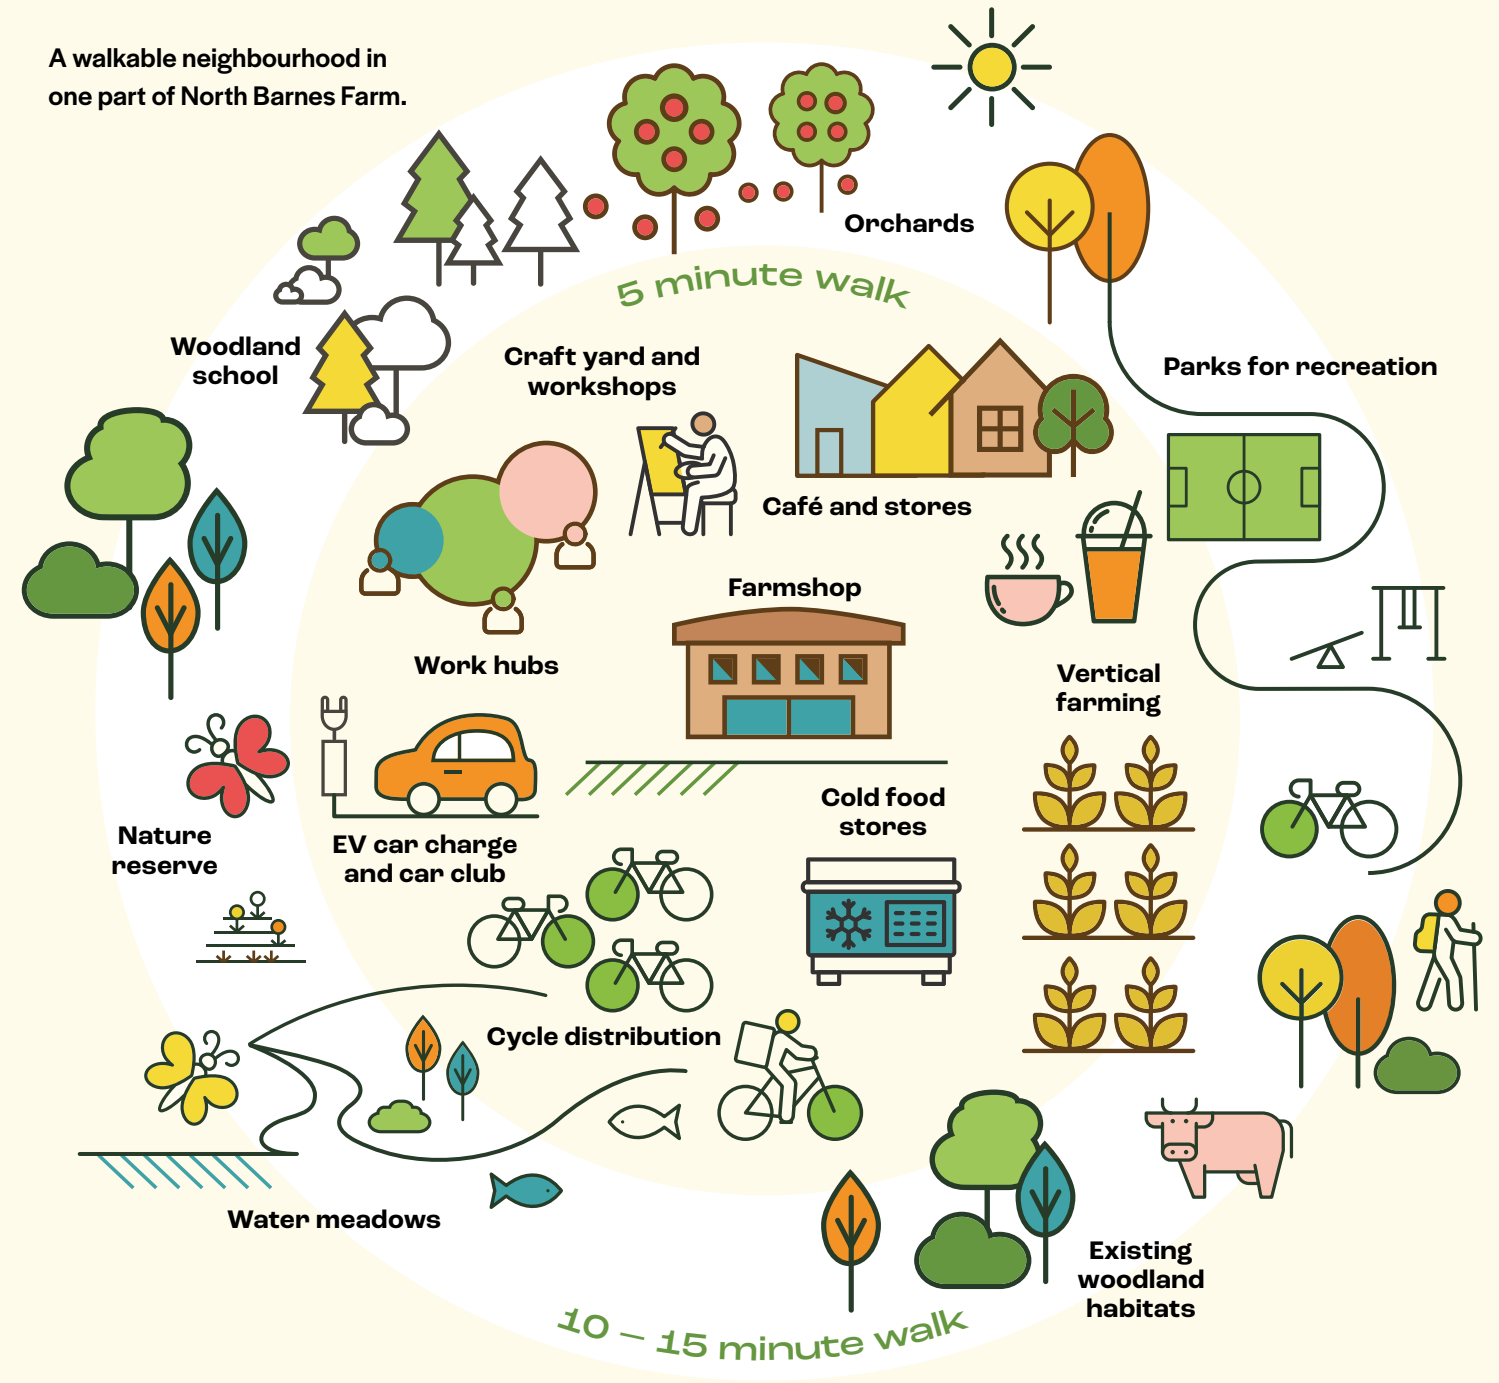 A walkable neighbourhood in
one part of North Barnes Farm.
Orchards
5 minute walk
Woodland
school
Craft yard and
workshops
Parks for recreation
Café and stores
Farmshop
Work hubs
Vertical
farming
Cold food
stores
Nature
reserve
EV car charge
and car club
Cycle distribution
Water meadows
Existing
woodland
habitats
10 – 15 minute walk